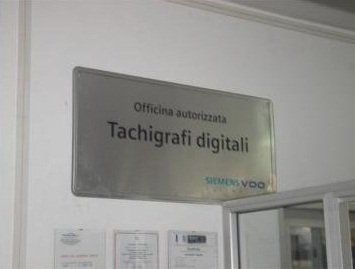 Officina autorizzata
Tachigrafi digitali
SIEMENS VDO